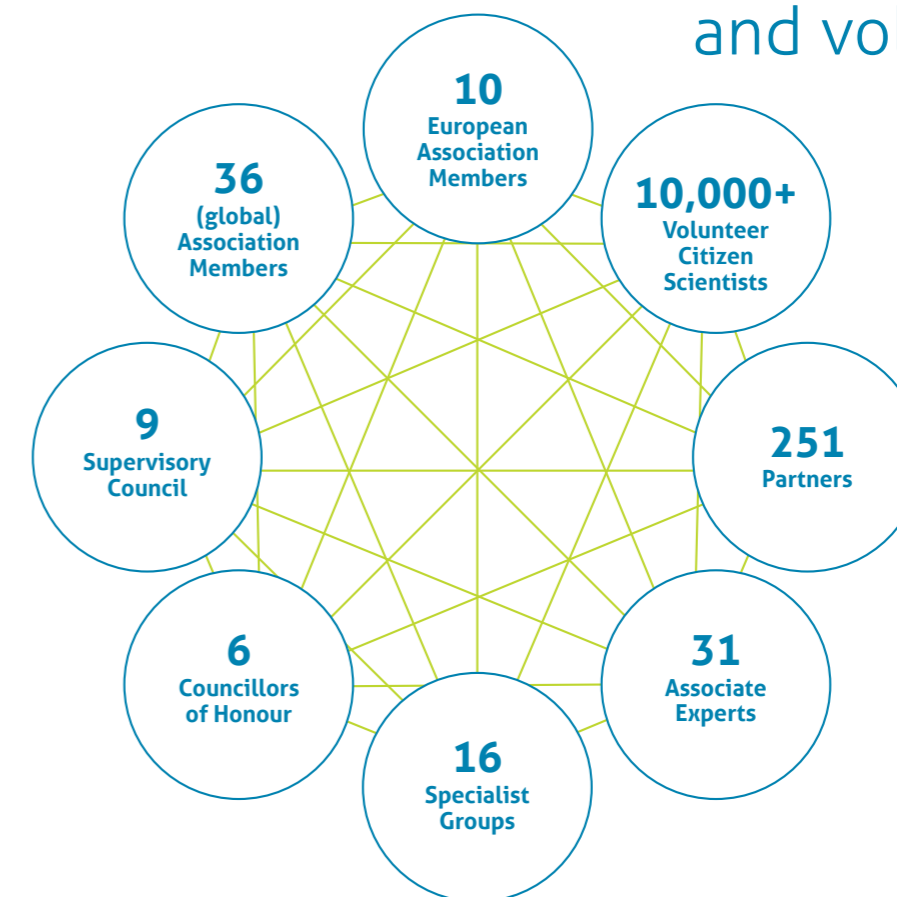 and
10
European
Association
Members
36
(global)
Association
Members
10,000+
Volunteer
Citizen
Scientists
9
Supervisory
Council
251
Partners
6
Councillors
of Honour
31
Associate
Experts
16
Specialist
Groups